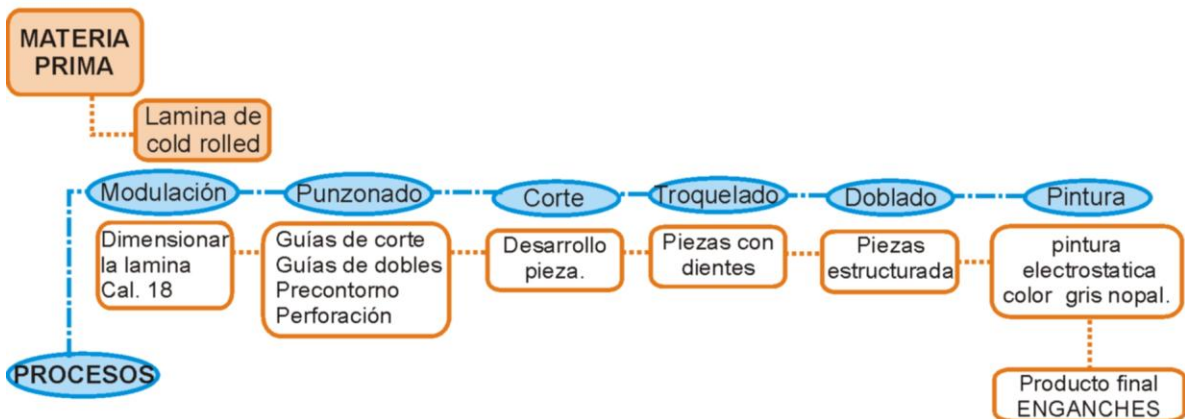 MATERIA
PRIMA
Lamina de
cold rolled
Modulación
Punzonado
Corte
Troquelado
Doblado
Pintura
Dimensionar
la lamina
Cal. 18
Guías de corte
Guías de dobles
Precontorno
Perforación
Desarrollo
pieza.
Piezas con
dientes
Piezas
estructurada
pintura
electrostatica
color gris nopal.
PROCESOS
Producto final
ENGANCHES